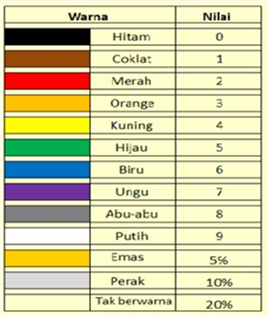 Warna Nilai
Hitam 0
Coklat 1
Merah 2
Orange 3
Kuning 4
Hijau 5
Biru 6
Ungu 7
Abu-abu 8
Putih 9
Emas 5%
Perak 10%
Tak berwarna 20%